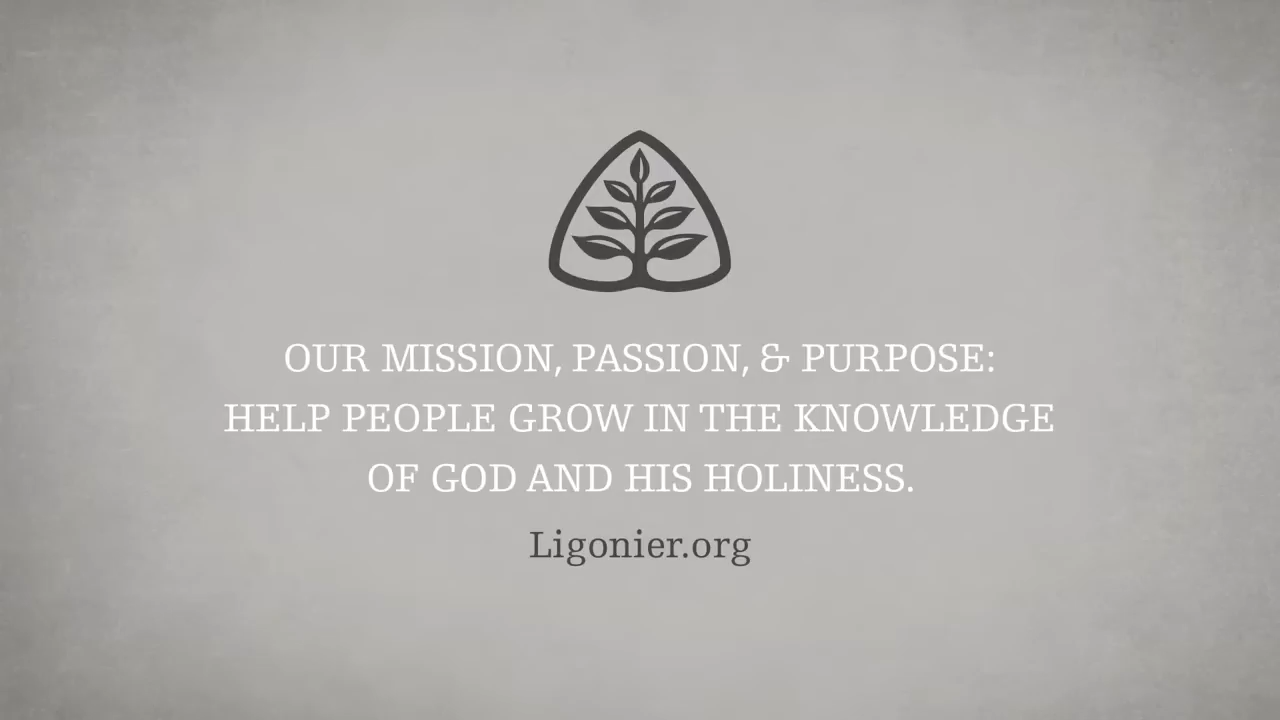 OUR MISSION, PASSION, & PURPOSE:
HELP PEOPLE GROW IN THE KNOWLEDGE
OF GOD AND HIS HOLINESS.
Ligonier.org